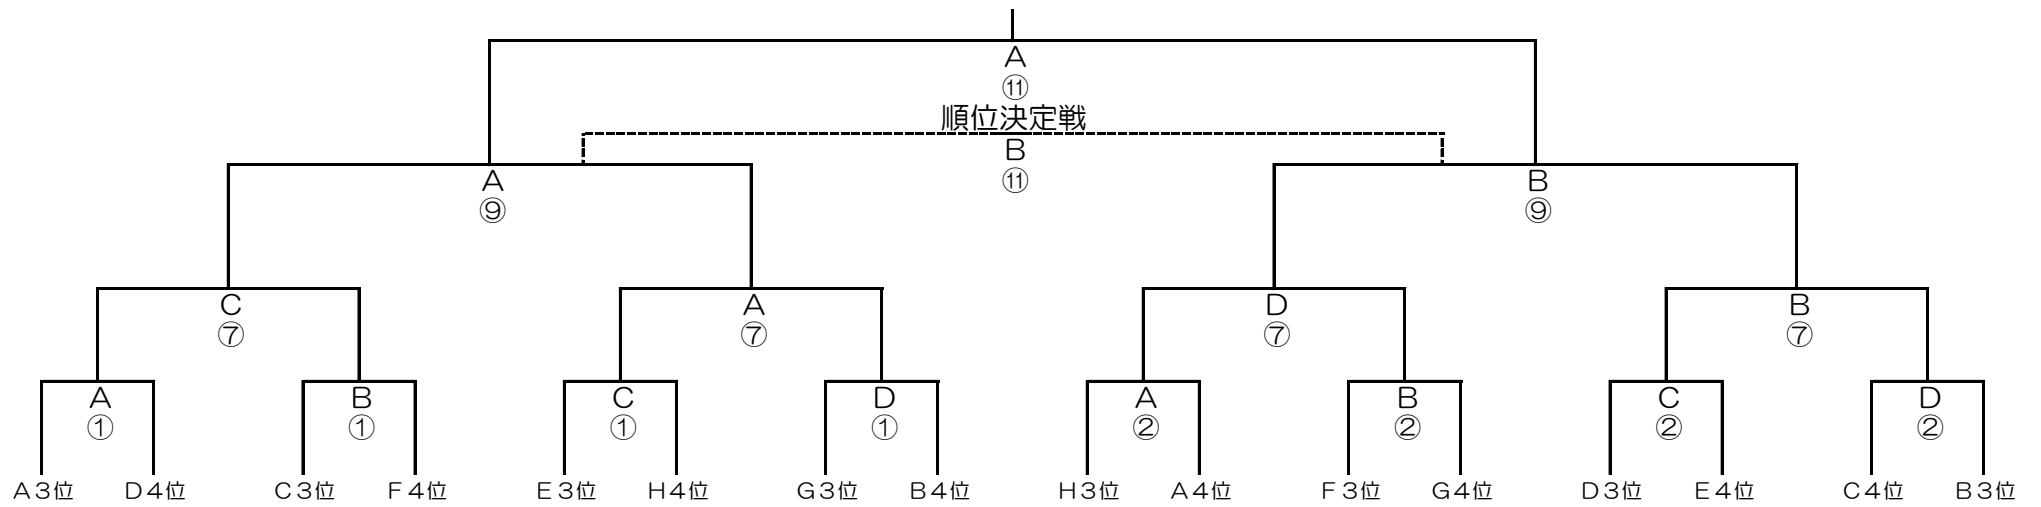 A
⑪
順位決定戦
B
⑪
A
⑨
B
⑨
C
⑦
A
⑦
D
⑦
B
⑦
A
①
B
①
C
①
D
①
A
②
B
②
C
②
D
②
A3位 D4位 C3位 F4位 E3位 H4位 G3位 B4位 H3位 A4位 F3位 G4位 D3位 E4位 C4位 B3位